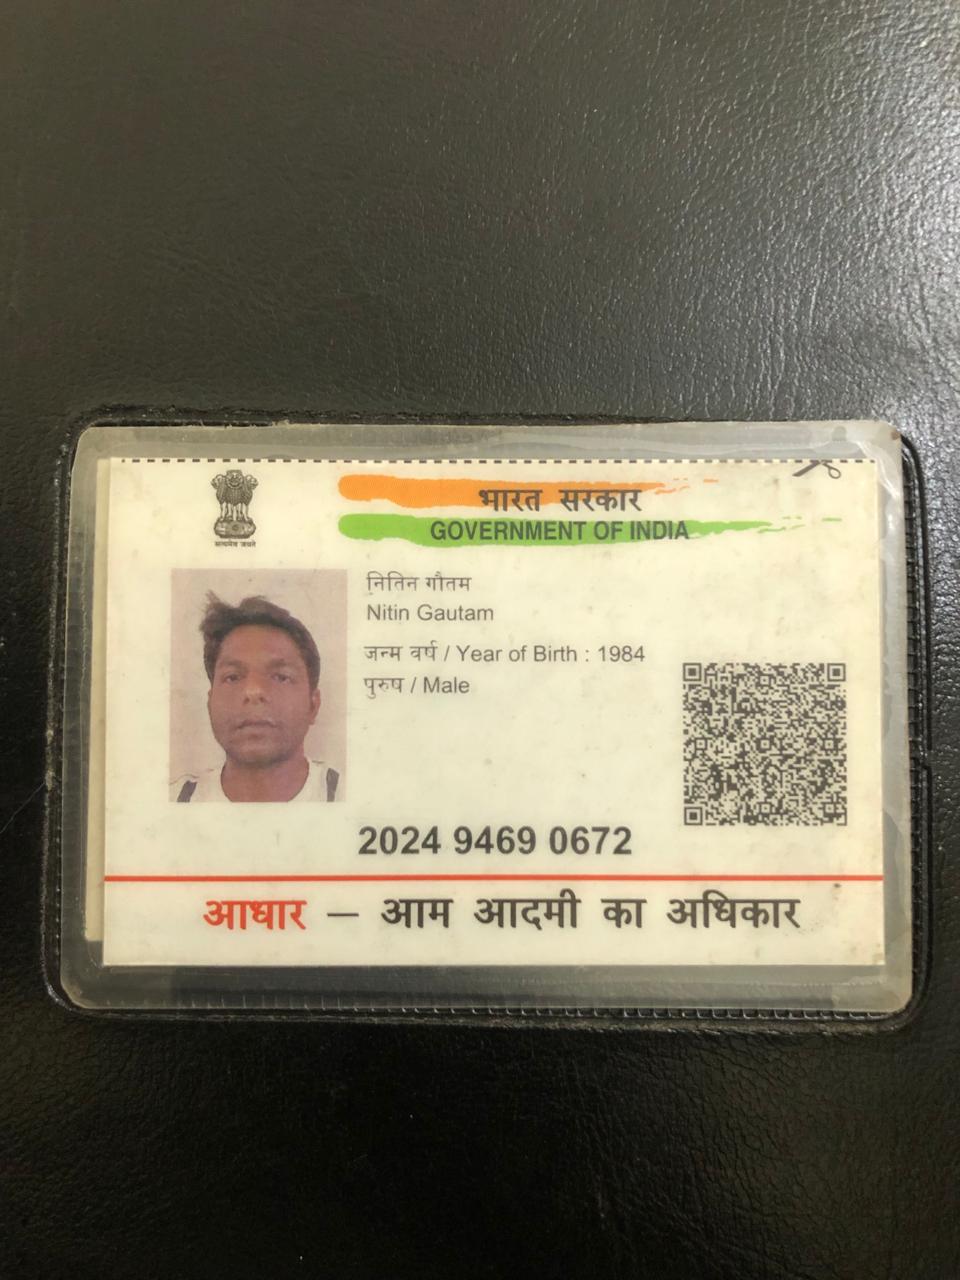 भारत सरकार
GOVERNMENT OF INDIA
सत्यमेव जयते
नितिन गौतम
Nitin Gautam
जन्म वर्ष / Year of Birth : 1984
पुरुष / Male
2024 9469 0672
आधार – आम आदमी का अधिकार